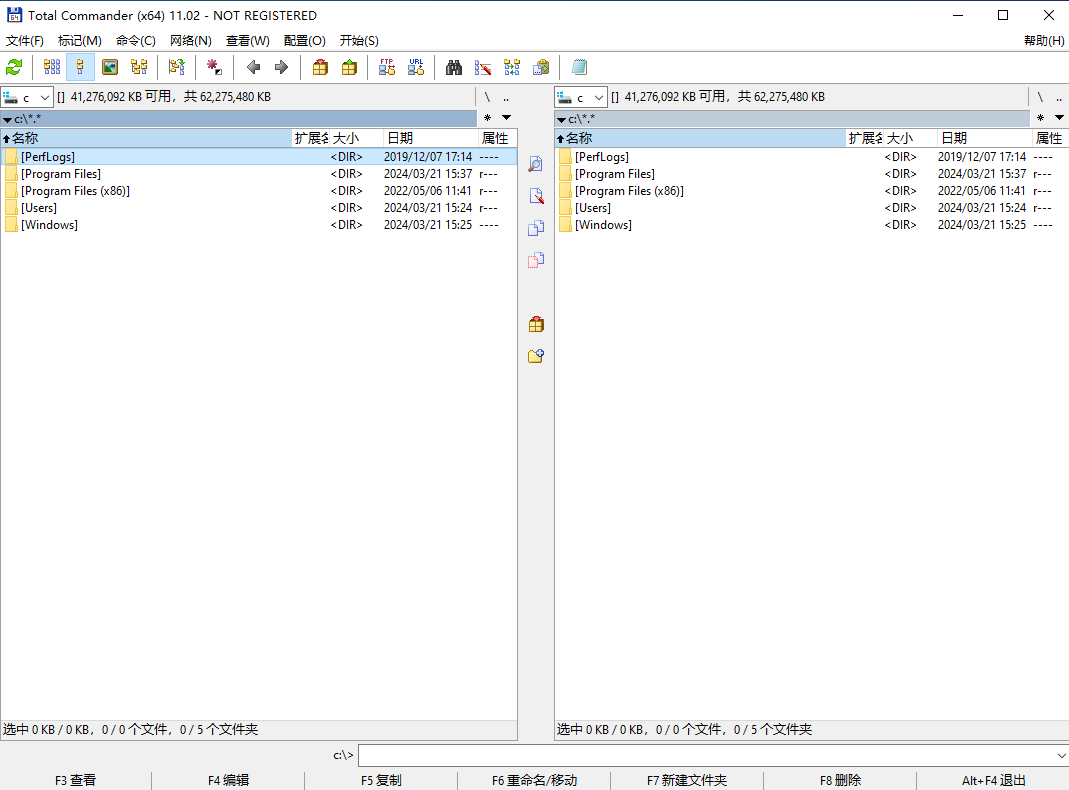 Total Commander (x64) 11.02 - NOT REGISTERED
文件(F) 标记(M) 命令(C) 网络(N) 查看(W) 配置(O) 开始(S) 帮助(H)
FTP URL
c [] 41,276,092 KB 可用，共 62,275,480 KB \ ..
c:\*.* * 
名称 扩展名 大小 日期 属性
[PerfLogs] <DIR> 2019/12/07 17:14 ----
[Program Files] <DIR> 2024/03/21 15:37 r---
[Program Files (x86)] <DIR> 2022/05/06 11:41 r---
[Users] <DIR> 2024/03/21 15:24 r---
[Windows] <DIR> 2024/03/21 15:25 ----
选中 0 KB / 0 KB，0 / 0 个文件，0 / 5 个文件夹
c [] 41,276,092 KB 可用，共 62,275,480 KB \ ..
c:\*.* *
名称 扩展名 大小 日期 属性
[PerfLogs] <DIR> 2019/12/07 17:14 ----
[Program Files] <DIR> 2024/03/21 15:37 r---
[Program Files (x86)] <DIR> 2022/05/06 11:41 r---
[Users] <DIR> 2024/03/21 15:24 r---
[Windows] <DIR> 2024/03/21 15:25 ----
选中 0 KB / 0 KB，0 / 0 个文件，0 / 5 个文件夹
c:\>
F3 查看 F4 编辑 F5 复制 F6 重命名/移动 F7 新建文件夹 F8 删除 Alt+F4 退出